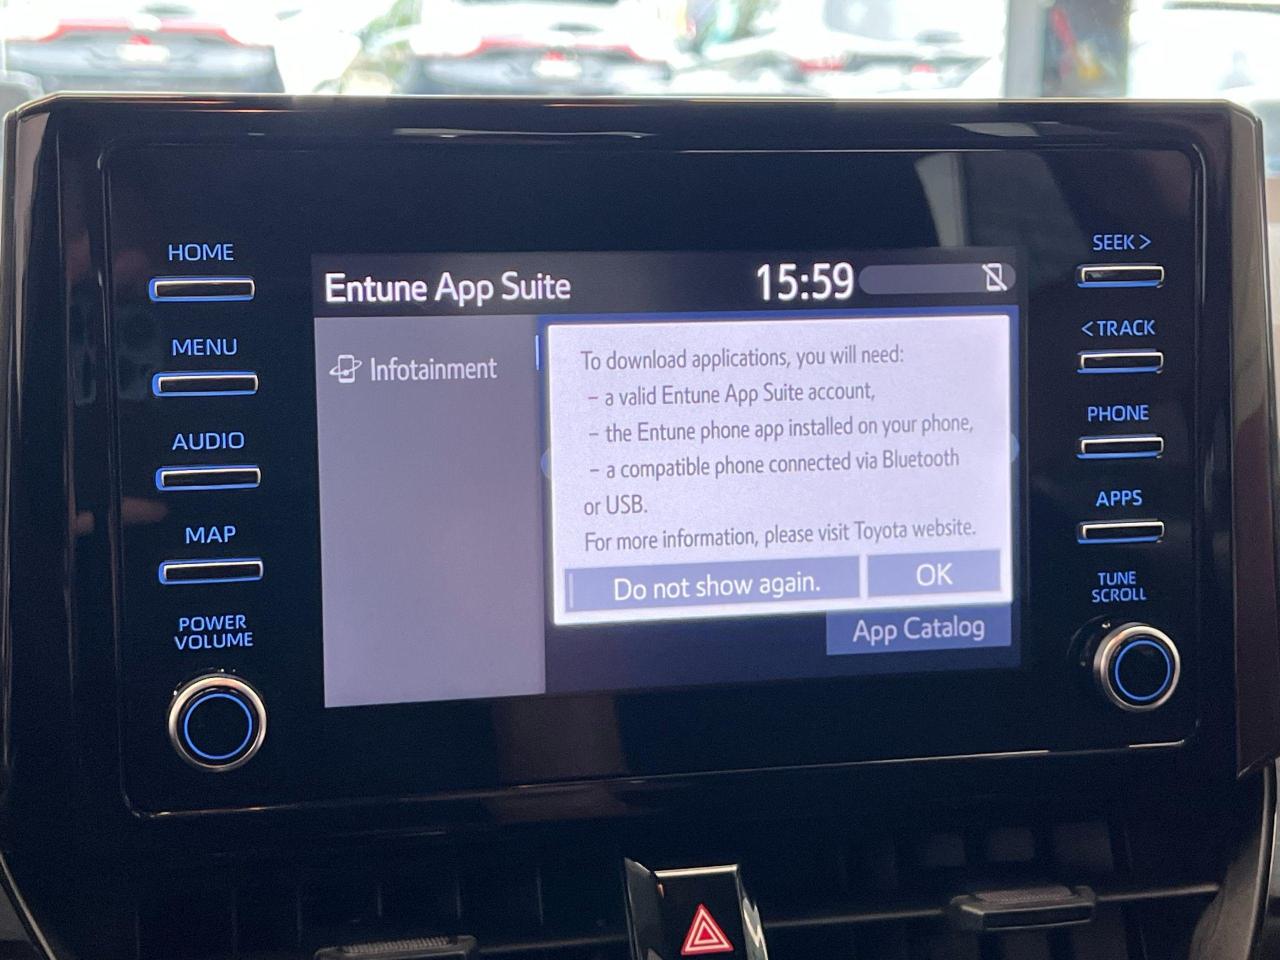 HOME
MENU
AUDIO
MAP
POWER
VOLUME
Entune App Suite 15:59
Infotainment
To download applications, you will need:
– a valid Entune App Suite account,
– the Entune phone app installed on your phone,
– a compatible phone connected via Bluetooth
or USB.
For more information, please visit Toyota website.
Do not show again. OK
App Catalog
SEEK >
< TRACK
PHONE
APPS
TUNE
SCROLL